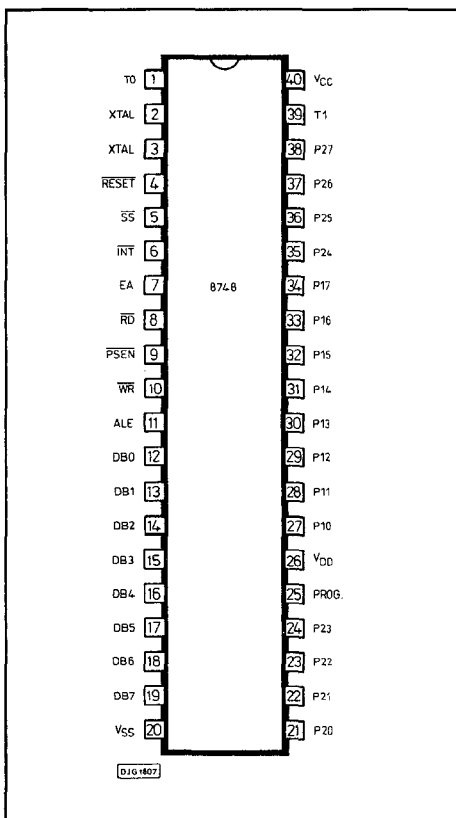 T0 1 40 VCC
XTAL 2 39 T1
XTAL 3 38 P27
RESET 4 37 P26
SS 5 36 P25
INT 6 35 P24
EA 7 8748 34 P17
RD 8 33 P16
PSEN 9 32 P15
WR 10 31 P14
ALE 11 30 P13
DB0 12 29 P12
DB1 13 28 P11
DB2 14 27 P10
DB3 15 26 VDD
DB4 16 25 PROG.
DB5 17 24 P23
DB6 18 23 P22
DB7 19 22 P21
VSS 20 21 P20
DJG 1807